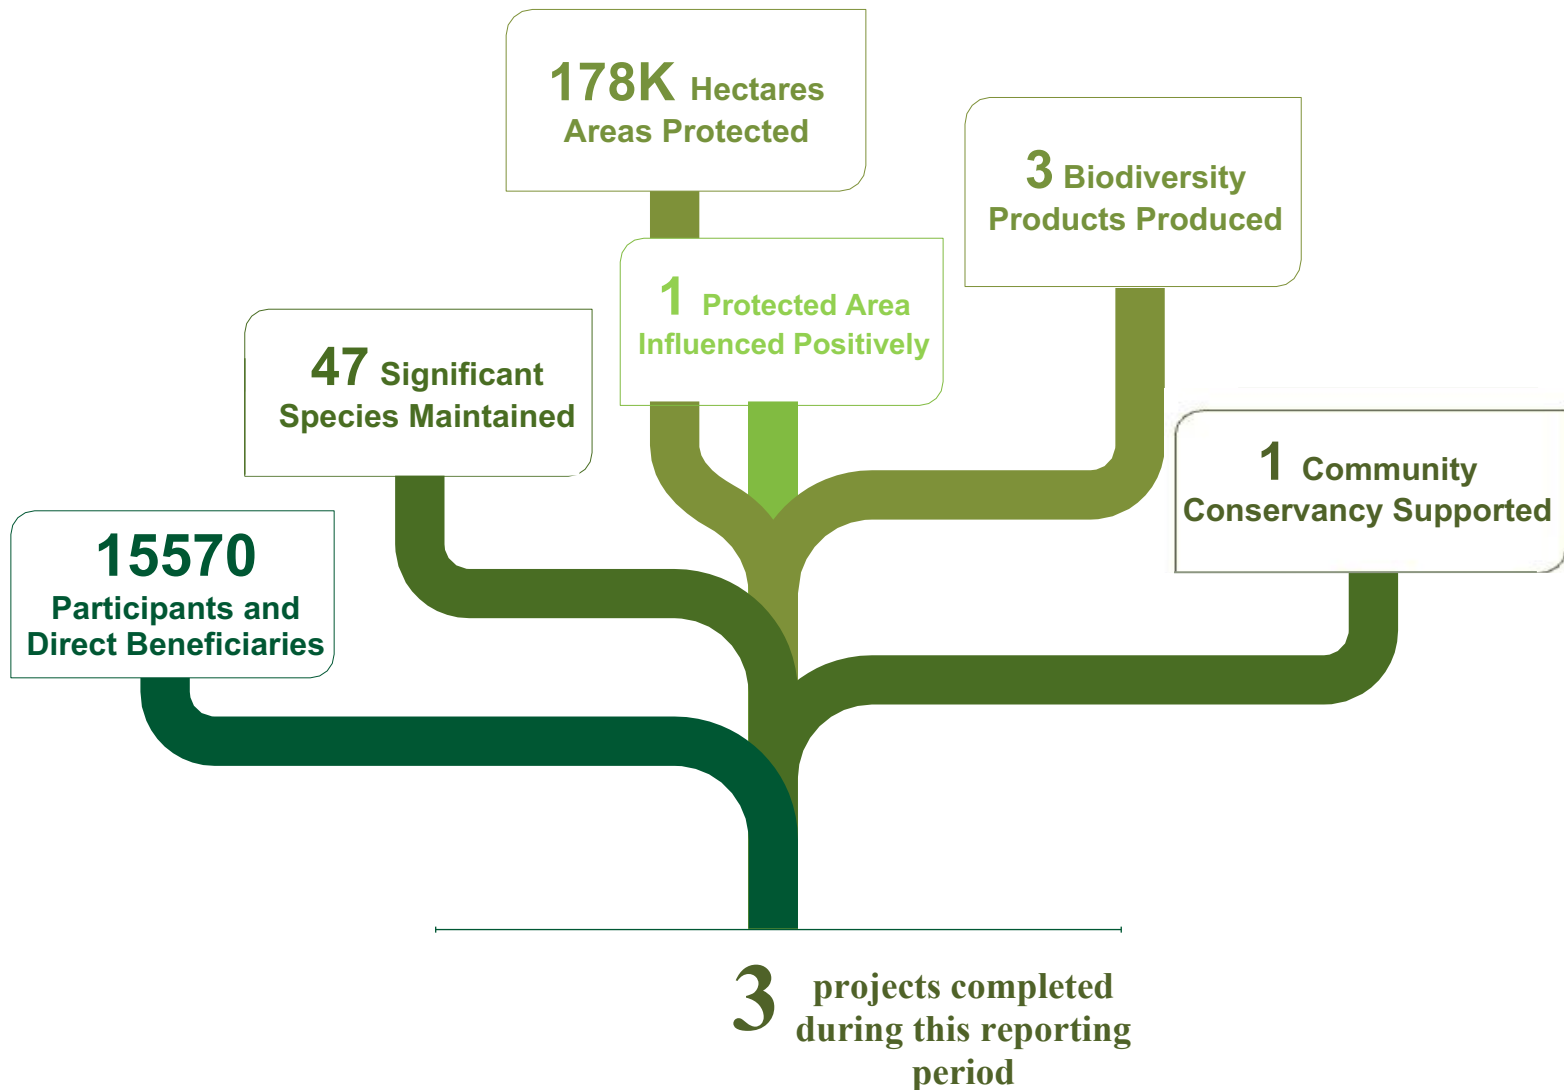 178K Hectares
Areas Protected
3 Biodiversity
Products Produced
1 Protected Area
Influenced Positively
47 Significant
Species Maintained
1 Community
Conservancy Supported
15570
Participants and
Direct Beneficiaries
3 projects completed
during this reporting
period